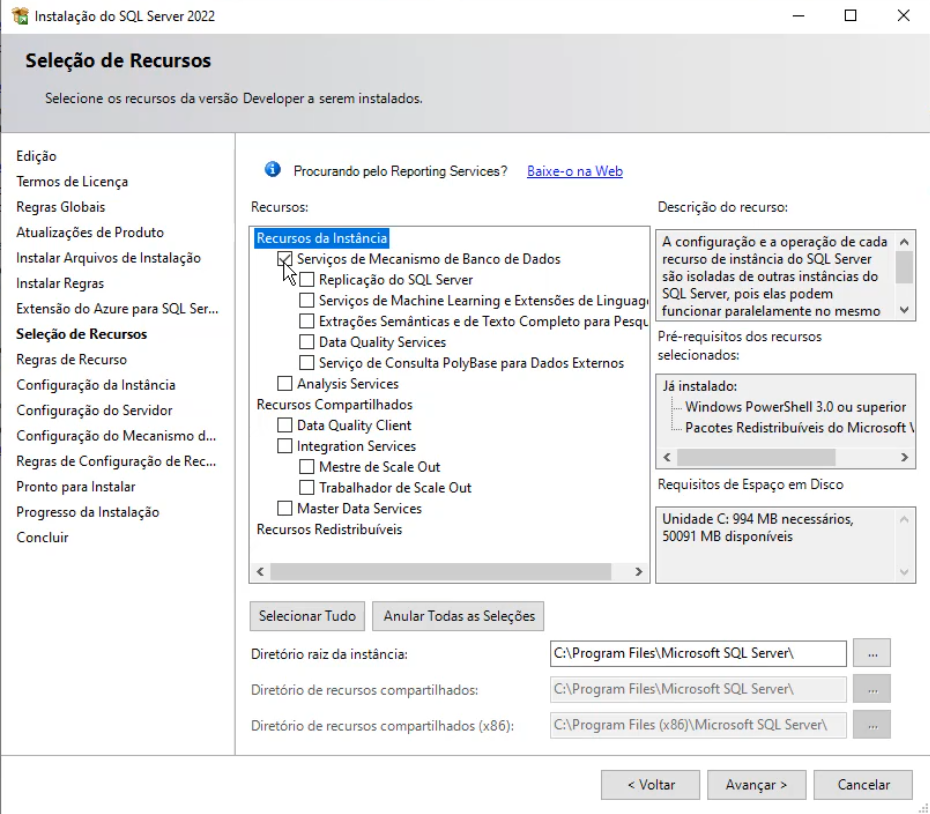 Instalação do SQL Server 2022
Seleção de Recursos
Selecione os recursos da versão Developer a serem instalados.
Edição
Termos de Licença
Regras Globais
Atualizações de Produto
Instalar Arquivos de Instalação
Instalar Regras
Extensão do Azure para SQL Ser...
Seleção de Recursos
Regras de Recurso
Configuração da Instância
Configuração do Servidor
Configuração do Mecanismo d...
Regras de Configuração de Rec...
Pronto para Instalar
Progresso da Instalação
Concluir
Procurando pelo Reporting Services? Baixe-o na Web
Recursos:
Recursos da Instância
Serviços de Mecanismo de Banco de Dados
Replicação do SQL Server
Serviços de Machine Learning e Extensões de Linguag
Extrações Semânticas e de Texto Completo para Pesqu
Data Quality Services
Serviço de Consulta PolyBase para Dados Externos
Analysis Services
Recursos Compartilhados
Data Quality Client
Integration Services
Mestre de Scale Out
Trabalhador de Scale Out
Master Data Services
Recursos Redistribuíveis
Descrição do recurso:
A configuração e a operação de cada
recurso de instância do SQL Server
são isoladas de outras instâncias do
SQL Server, pois elas podem
funcionar paralelamente no mesmo
Pré-requisitos dos recursos
selecionados:
Já instalado:
Windows PowerShell 3.0 ou superior
Pacotes Redistribuíveis do Microsoft V
Requisitos de Espaço em Disco
Unidade C: 994 MB necessários,
50091 MB disponíveis
Selecionar Tudo
Anular Todas as Seleções
Diretório raiz da instância:
C:\Program Files\Microsoft SQL Server\
...
Diretório de recursos compartilhados:
C:\Program Files\Microsoft SQL Server\
...
Diretório de recursos compartilhados (x86):
C:\Program Files (x86)\Microsoft SQL Server\
...
< Voltar
Avançar >
Cancelar